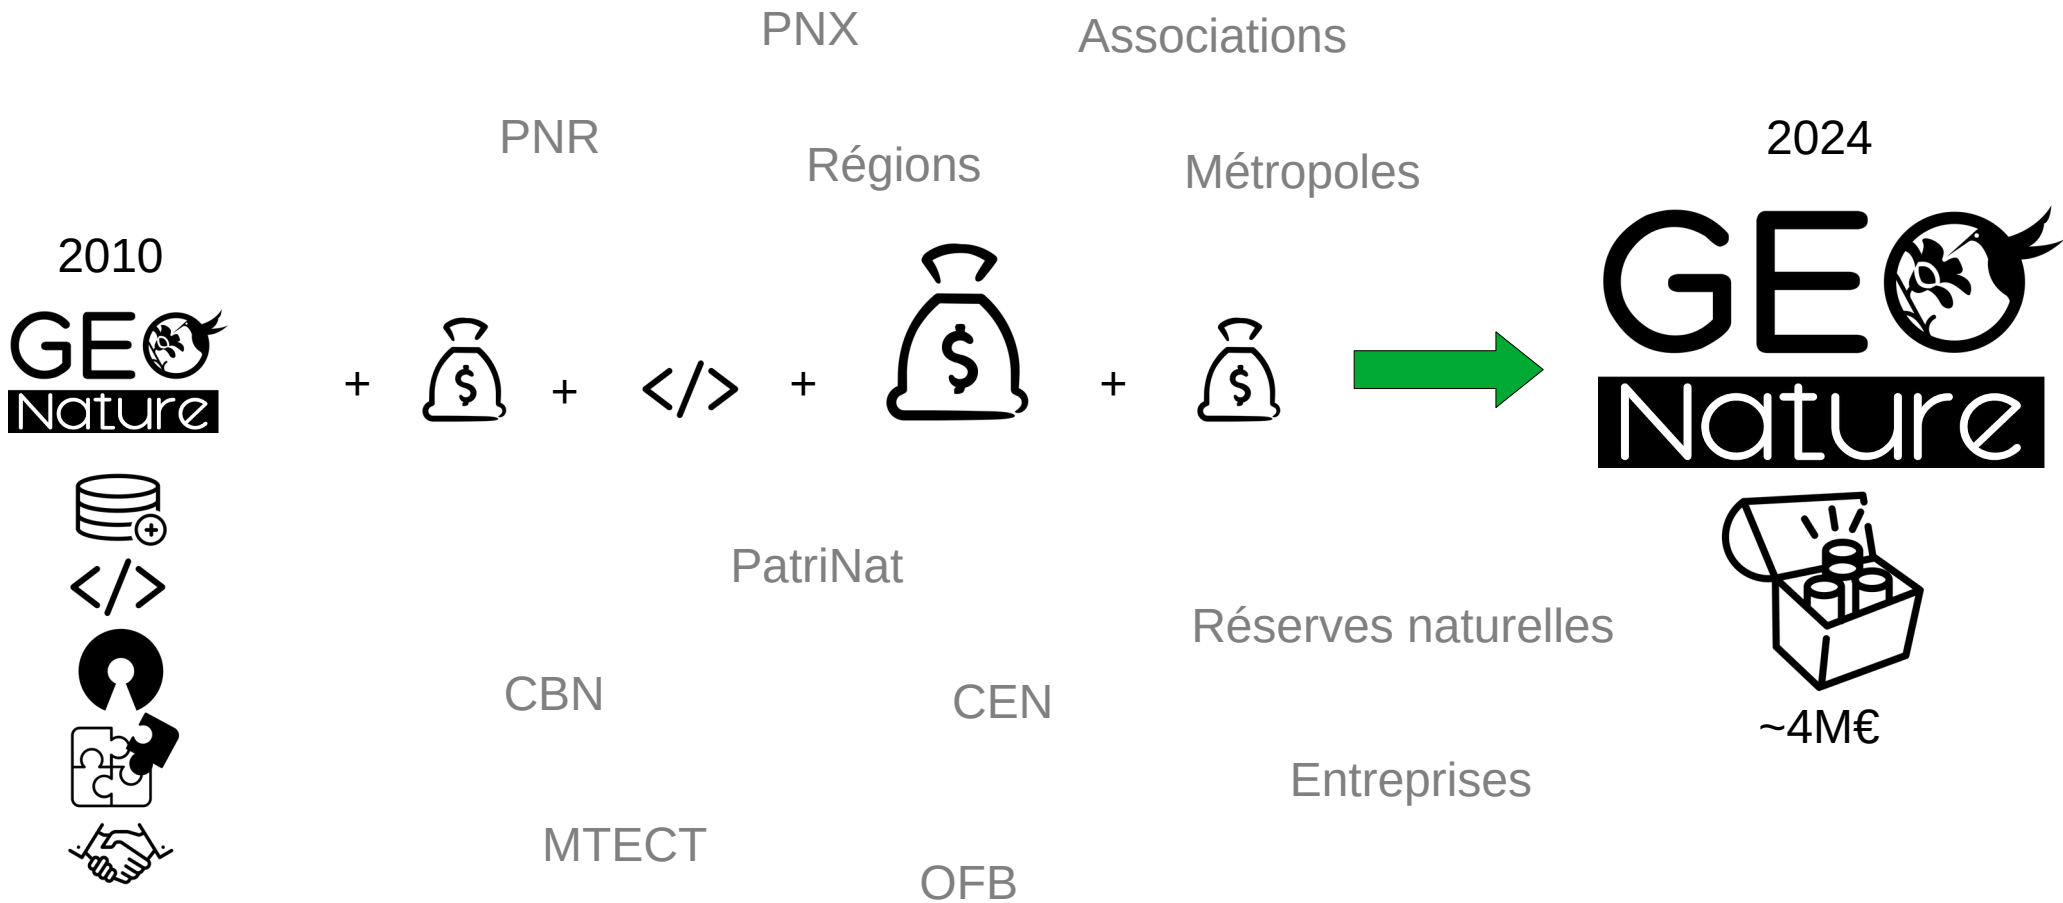 PNX
Associations
PNR
2024
Régions
Métropoles
2010
GEO
Nature
GEO
Nature
$
$
$
+
+
</>
+
+
</>
PatriNat
Réserves naturelles
CBN
CEN
~4M€
Entreprises
MTECT
OFB